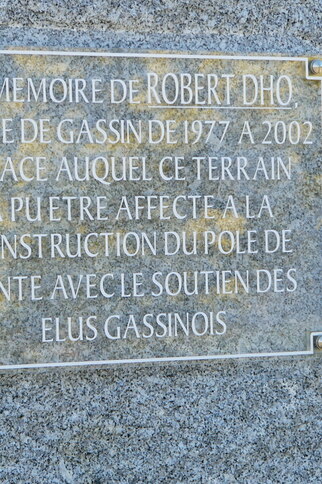 MEMOIRE DE ROBERT DHO,
E DE GASSIN DE 1977 A 2002
ACE AUQUEL CE TERRAIN
A PU ETRE AFFECTE A LA
NSTRUCTION DU POLE DE
NTE AVEC LE SOUTIEN DES
ELUS GASSINOIS